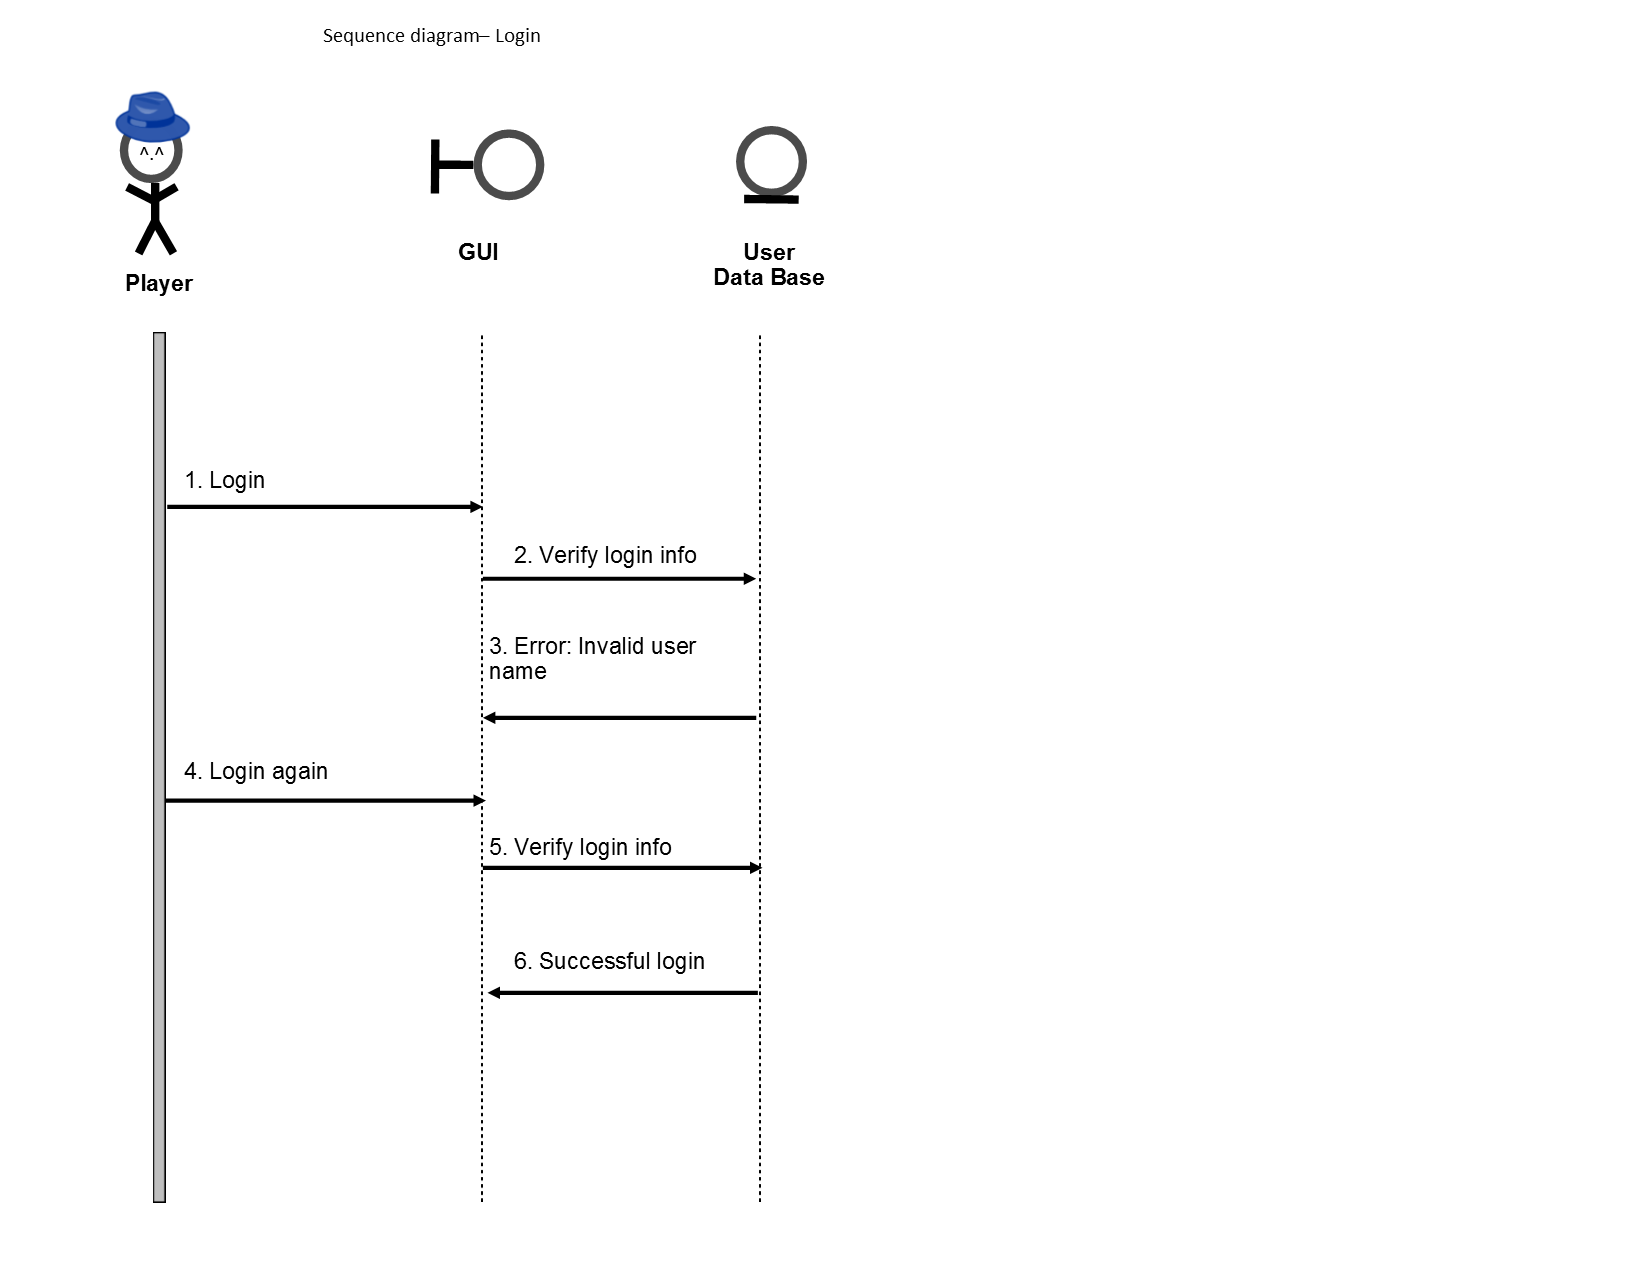 Sequence diagram– Login
^.^
GUI
User
Data Base
Player
1. Login
2. Verify login info
3. Error: Invalid user
name
4. Login again
5. Verify login info
6. Successful login